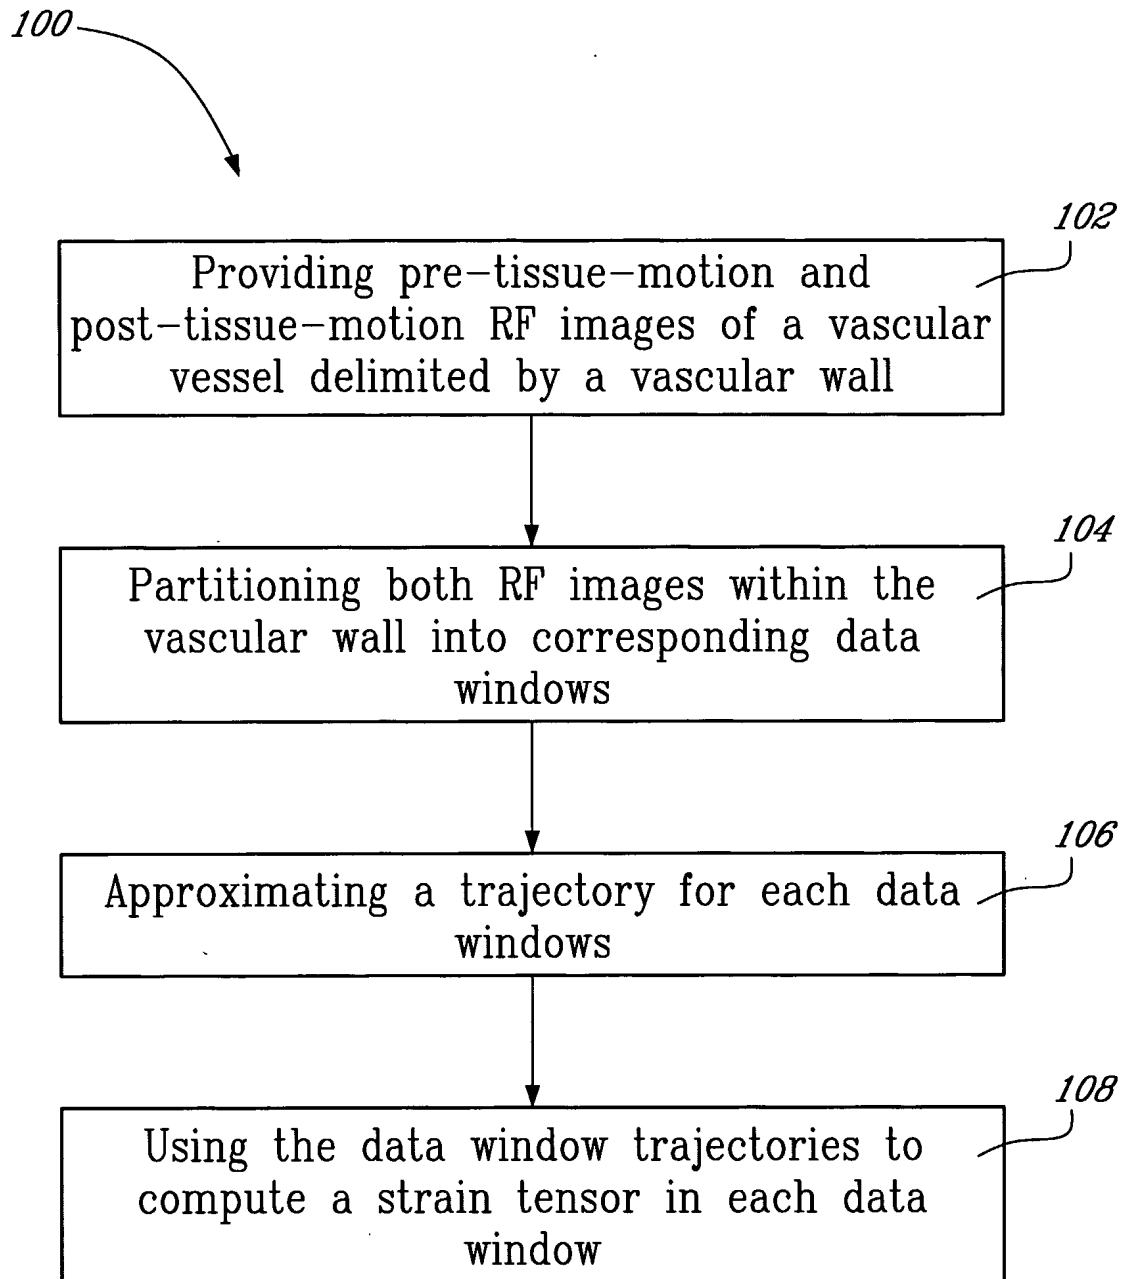 100
102
Providing pre-tissue-motion and
post-tissue-motion RF images of a vascular
vessel delimited by a vascular wall
104
Partitioning both RF images within the
vascular wall into corresponding data
windows
106
Approximating a trajectory for each data
windows
108
Using the data window trajectories to
compute a strain tensor in each data
window